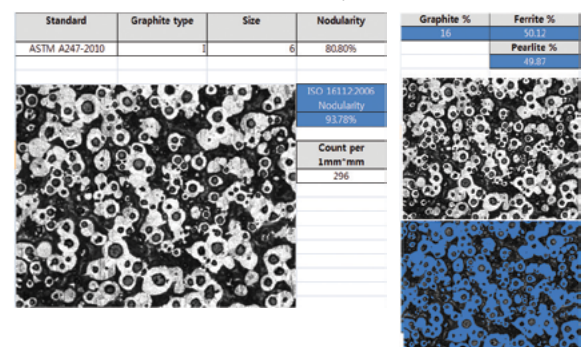 Standard Graphite type Size Nodularity
ASTM A247-2010 I 6 80.80%
ISO 16112:2006
Nodularity
93.78%
Count per
1mm*mm
296
Graphite % Ferrite %
16 50.12
Pearlite %
49.87